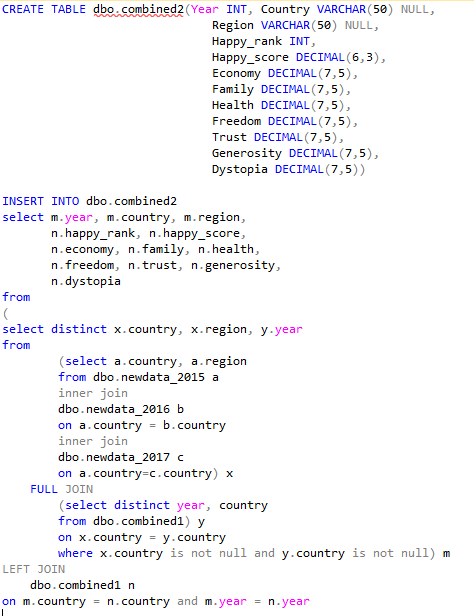 CREATE TABLE dbo.combined2(Year INT, Country VARCHAR(50) NULL,
Region VARCHAR(50) NULL,
Happy_rank INT,
Happy_score DECIMAL(6,3),
Economy DECIMAL(7,5),
Family DECIMAL(7,5),
Health DECIMAL(7,5),
Freedom DECIMAL(7,5),
Trust DECIMAL(7,5),
Generosity DECIMAL(7,5),
Dystopia DECIMAL(7,5))
INSERT INTO dbo.combined2
select m.year, m.country, m.region,
n.happy_rank, n.happy_score,
n.economy, n.family, n.health,
n.freedom, n.trust, n.generosity,
n.dystopia
from
(
select distinct x.country, x.region, y.year
from
(select a.country, a.region
from dbo.newdata_2015 a
inner join
dbo.newdata_2016 b
on a.country = b.country
inner join
dbo.newdata_2017 c
on a.country=c.country) x
FULL JOIN
(select distinct year, country
from dbo.combined1) y
on x.country = y.country
where x.country is not null and y.country is not null) m
LEFT JOIN
dbo.combined1 n
on m.country = n.country and m.year = n.year